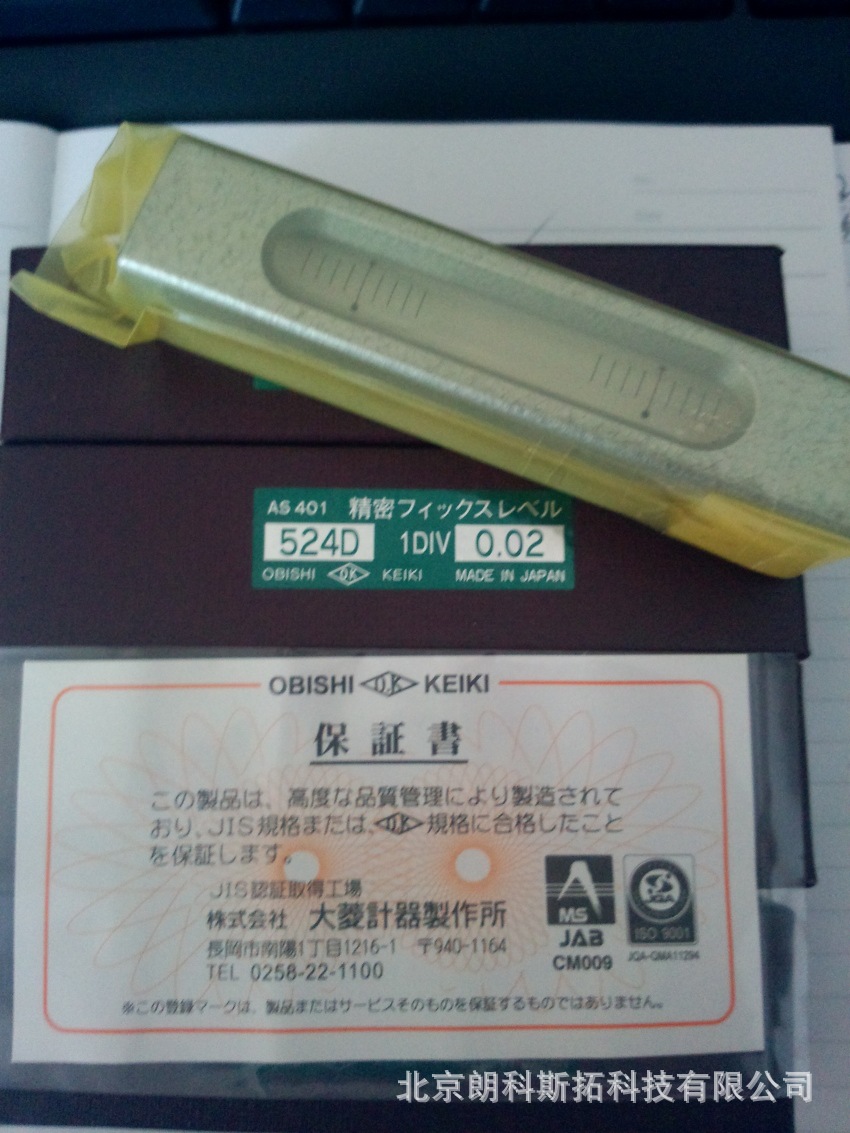 AS 401 精密フィックスレベル
524D 1DIV 0.02
OBISHI D.K KEIKI MADE IN JAPAN
OBISHI D.K KEIKI
保証書
この製品は、高度な品質管理により製造されて
おり、JIS規格または、D.K規格に合格したこと
を保証します。
JIS認証取得工場
株式会社 大菱計器製作所
長岡市南陽1丁目1216-1 〒940-1164
TEL 0258-22-1100
MS
JAB
CM009
JQA
ISO 9001
JQA-QMA11294
※この登録マークは、製品またはサービスそのものを保証するものではありません。
北京朗科斯拓科技有限公司